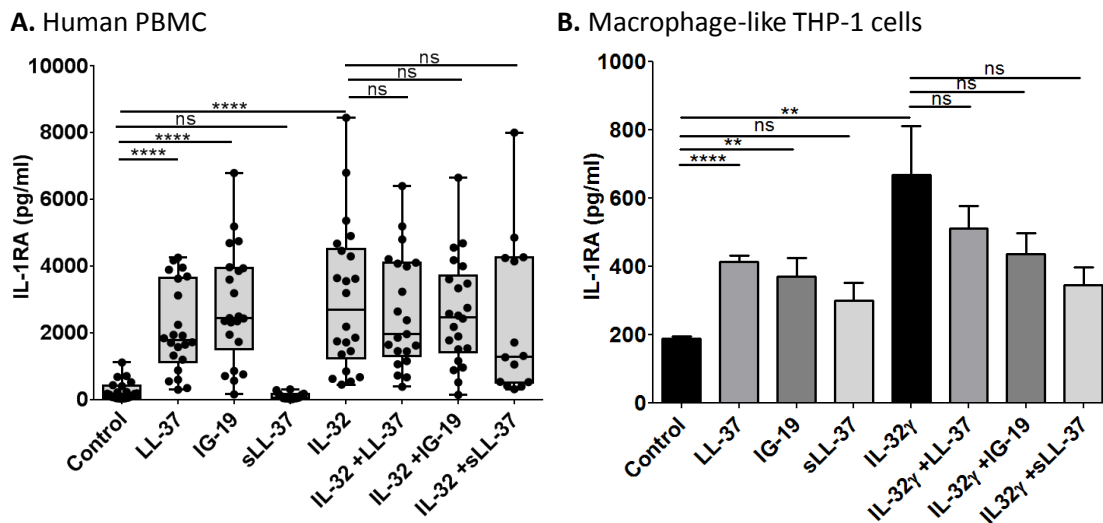 A. Human PBMC
IL-1RA (pg/ml)
10000
8000
6000
4000
2000
0
ns
ns
ns
****
ns
****
****
Control
LL-37
IG-19
sLL-37
IL-32
IL-32 +LL-37
IL-32 +IG-19
IL-32 +sLL-37
B. Macrophage-like THP-1 cells
IL-1RA (pg/ml)
1000
800
600
400
200
0
ns
ns
ns
**
ns
**
****
Control
LL-37
IG-19
sLL-37
IL-32γ
IL-32γ +LL-37
IL-32γ +IG-19
IL32γ +sLL-37